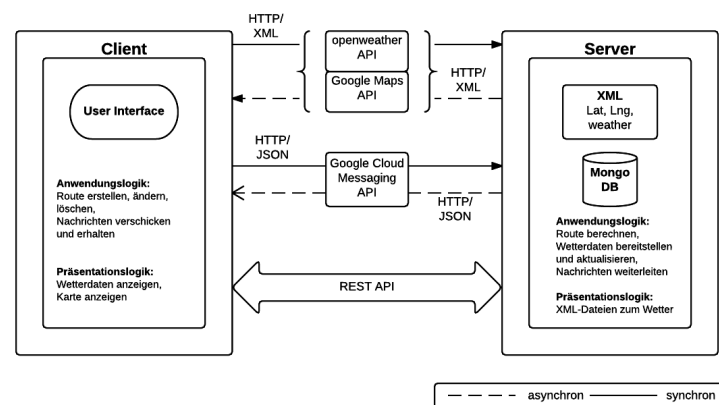 HTTP/
XML
Client
openweather
API
Google Maps
API
HTTP/
XML
Server
User Interface
XML
Lat, Lng,
weather
HTTP/
JSON
Google Cloud
Messaging
API
HTTP/
JSON
Mongo
DB
Anwendungslogik:
Route erstellen, ändern,
löschen,
Nachrichten verschicken
und erhalten
Präsentationslogik:
Wetterdaten anzeigen,
Karte anzeigen
REST API
Anwendungslogik:
Route berechnen,
Wetterdaten bereitstellen
und aktualisieren,
Nachrichten weiterleiten
Präsentationslogik:
XML-Dateien zum Wetter
asynchron
synchron